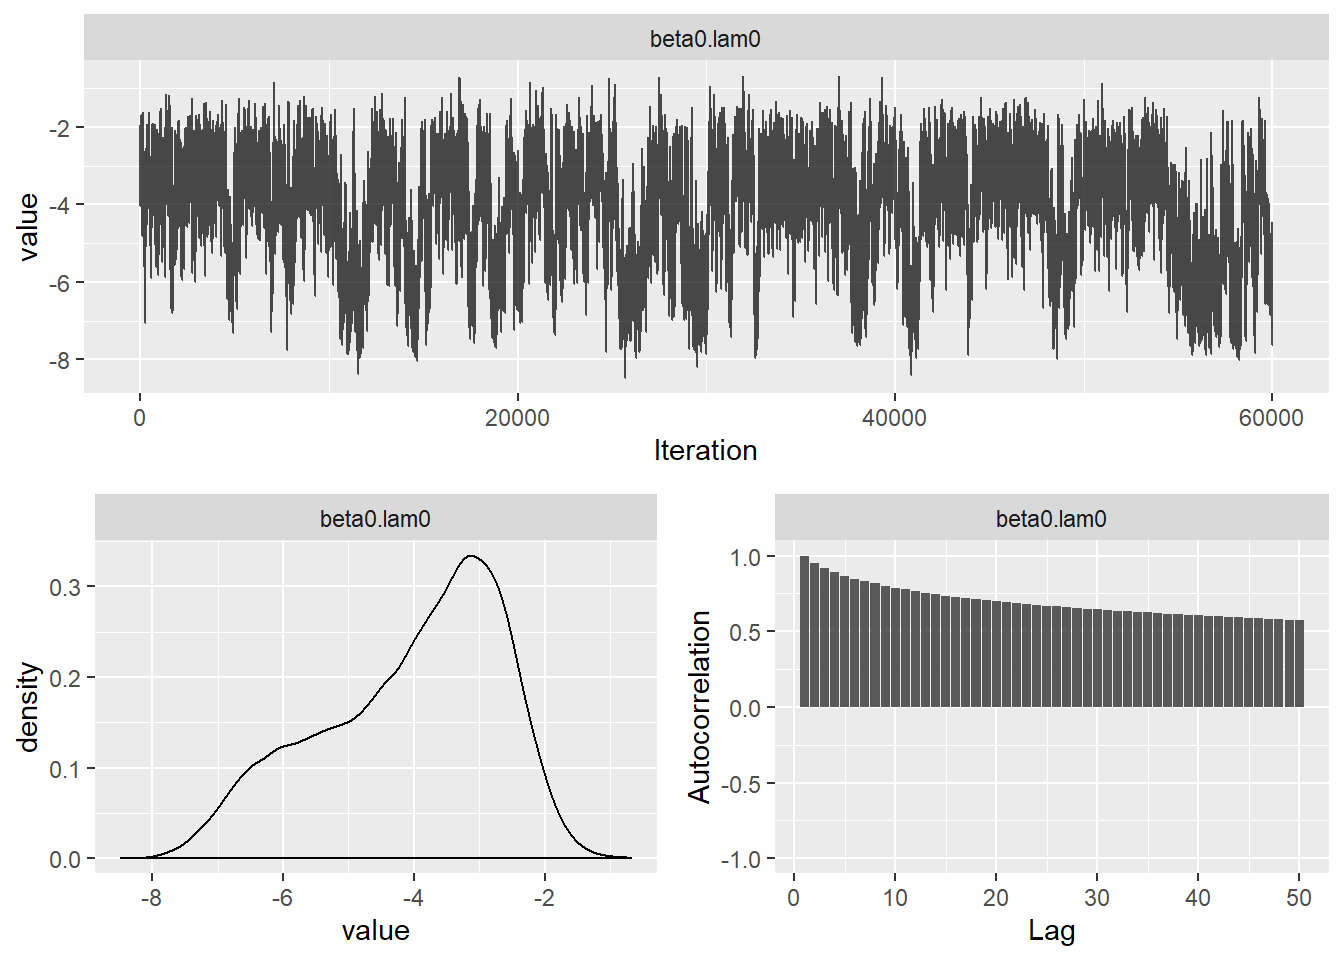 beta0.lam0
value
-2
-4
-6
-8
0 20000 40000 60000
Iteration
beta0.lam0
density
0.3
0.2
0.1
0.0
-8 -6 -4 -2
value
beta0.lam0
Autocorrelation
1.0
0.5
0.0
-0.5
-1.0
0 10 20 30 40 50
Lag